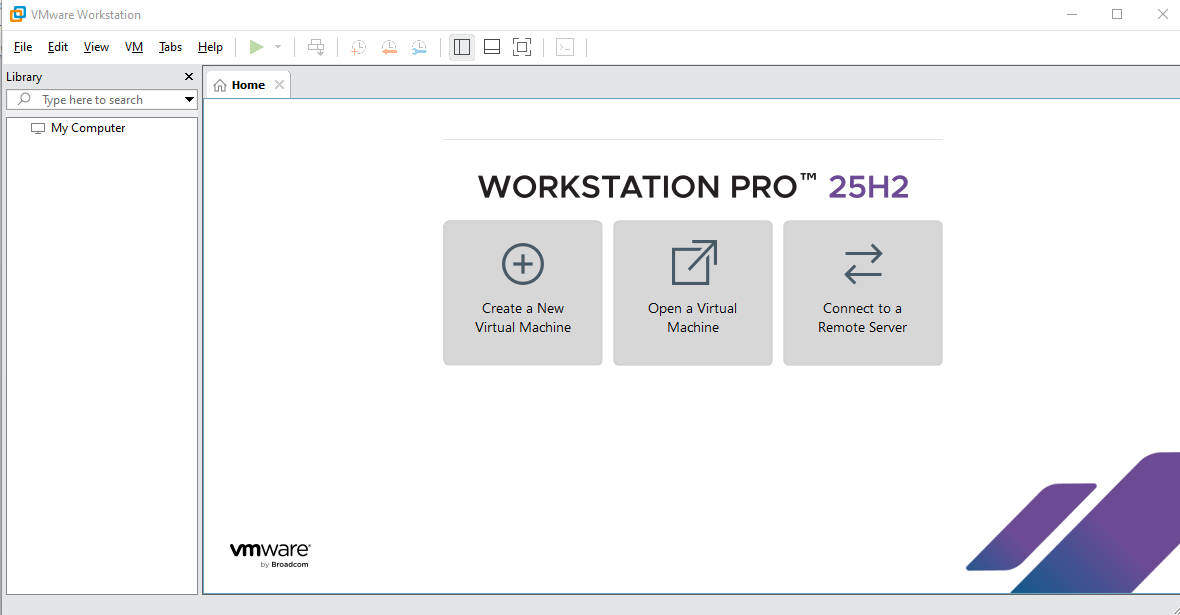 VMware Workstation
File Edit View VM Tabs Help
Library
Type here to search
My Computer
Home
WORKSTATION PRO™ 25H2
Create a New
Virtual Machine
Open a Virtual
Machine
Connect to a
Remote Server
vmware®
by Broadcom